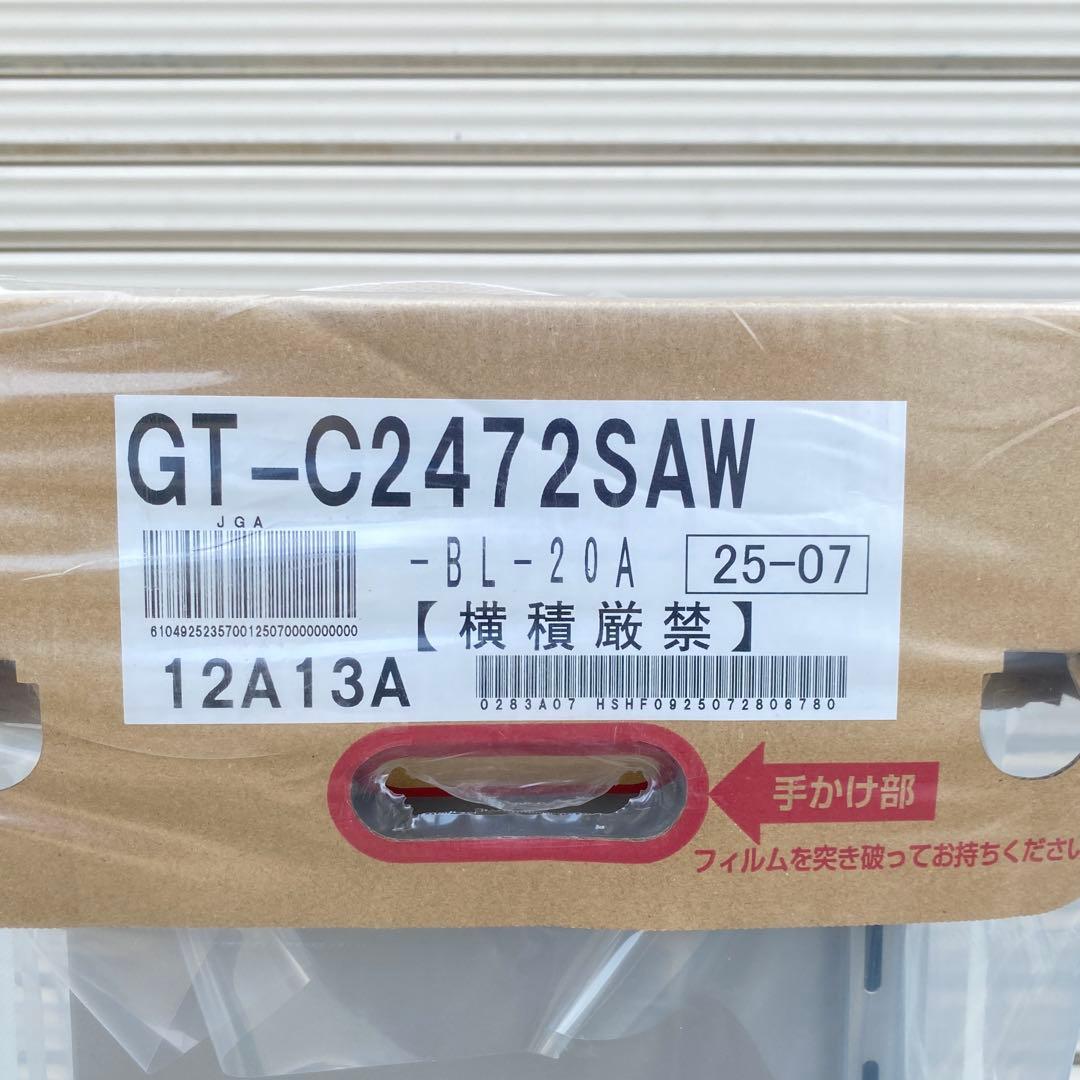 GT-C2472SAW
JGA
-BL-20A
25-07
6104925235700125070000000000
【横積厳禁】
12A13A
0283A07 HSHF0925072806780
手かけ部
フィルムを突き破ってお持ちください